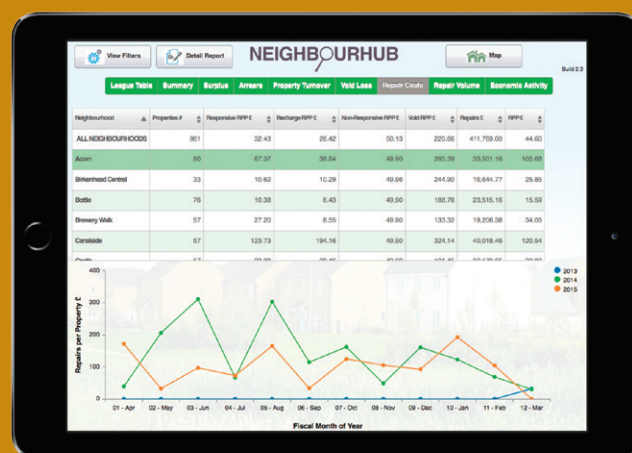 View Filters
Detail Report
NEIGHBOURHUB
Map
Build 2.3
League Table
Summary
Surplus
Arrears
Property Turnover
Void Loss
Repair Costs
Repair Volume
Economic Activity
Neighbourhood Properties # Responsive RPP £ Recharge RPP £ Non-Responsive RPP £ Void RPP £ Repairs £ RPP £
ALL NEIGHBOURHOODS 961 32.43 26.42 50.13 220.66 411,759.00 44.60
Acorn 60 67.37 36.64 49.90 265.39 33,501.16 105.68
Birkenhead Central 33 10.62 10.29 49.96 244.90 16,644.77 25.85
Bottle 76 10.38 6.43 49.90 186.76 23,515.16 15.50
Brewery Walk 57 27.20 8.55 49.90 133.32 19,206.38 34.05
Canalside 57 123.73 194.16 49.90 324.14 40,018.46 120.54
Repairs per Property £
400
300
200
100
0
01 - Apr 02 - May 03 - Jun 04 - Jul 05 - Aug 06 - Sep 07 - Oct 08 - Nov 09 - Dec 10 - Jan 11 - Feb 12 - Mar
Fiscal Month of Year
2013
2014
2015